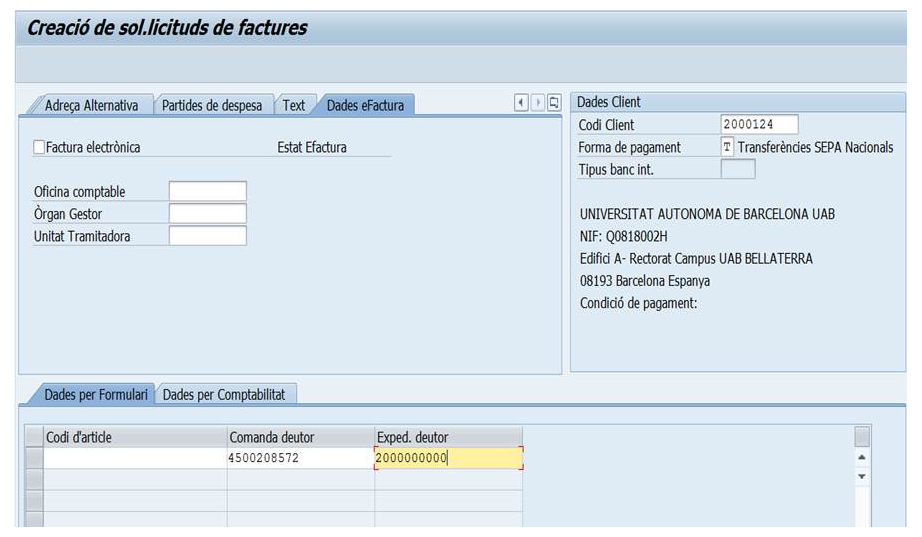 Creació de sol.licituds de factures
Adreça Alternativa Partides de despesa Text Dades eFactura
Factura electrònica Estat Efactura
Oficina comptable
Òrgan Gestor
Unitat Tramitadora
Dades Client
Codi Client 2000124
Forma de pagament T Transferències SEPA Nacionals
Tipus banc int.
UNIVERSITAT AUTONOMA DE BARCELONA UAB
NIF: Q0818002H
Edifici A- Rectorat Campus UAB BELLATERRA
08193 Barcelona Espanya
Condició de pagament:
Dades per Formulari Dades per Comptabilitat
Codi d'article Comanda deutor Exped. deutor
4500208572 2000000000